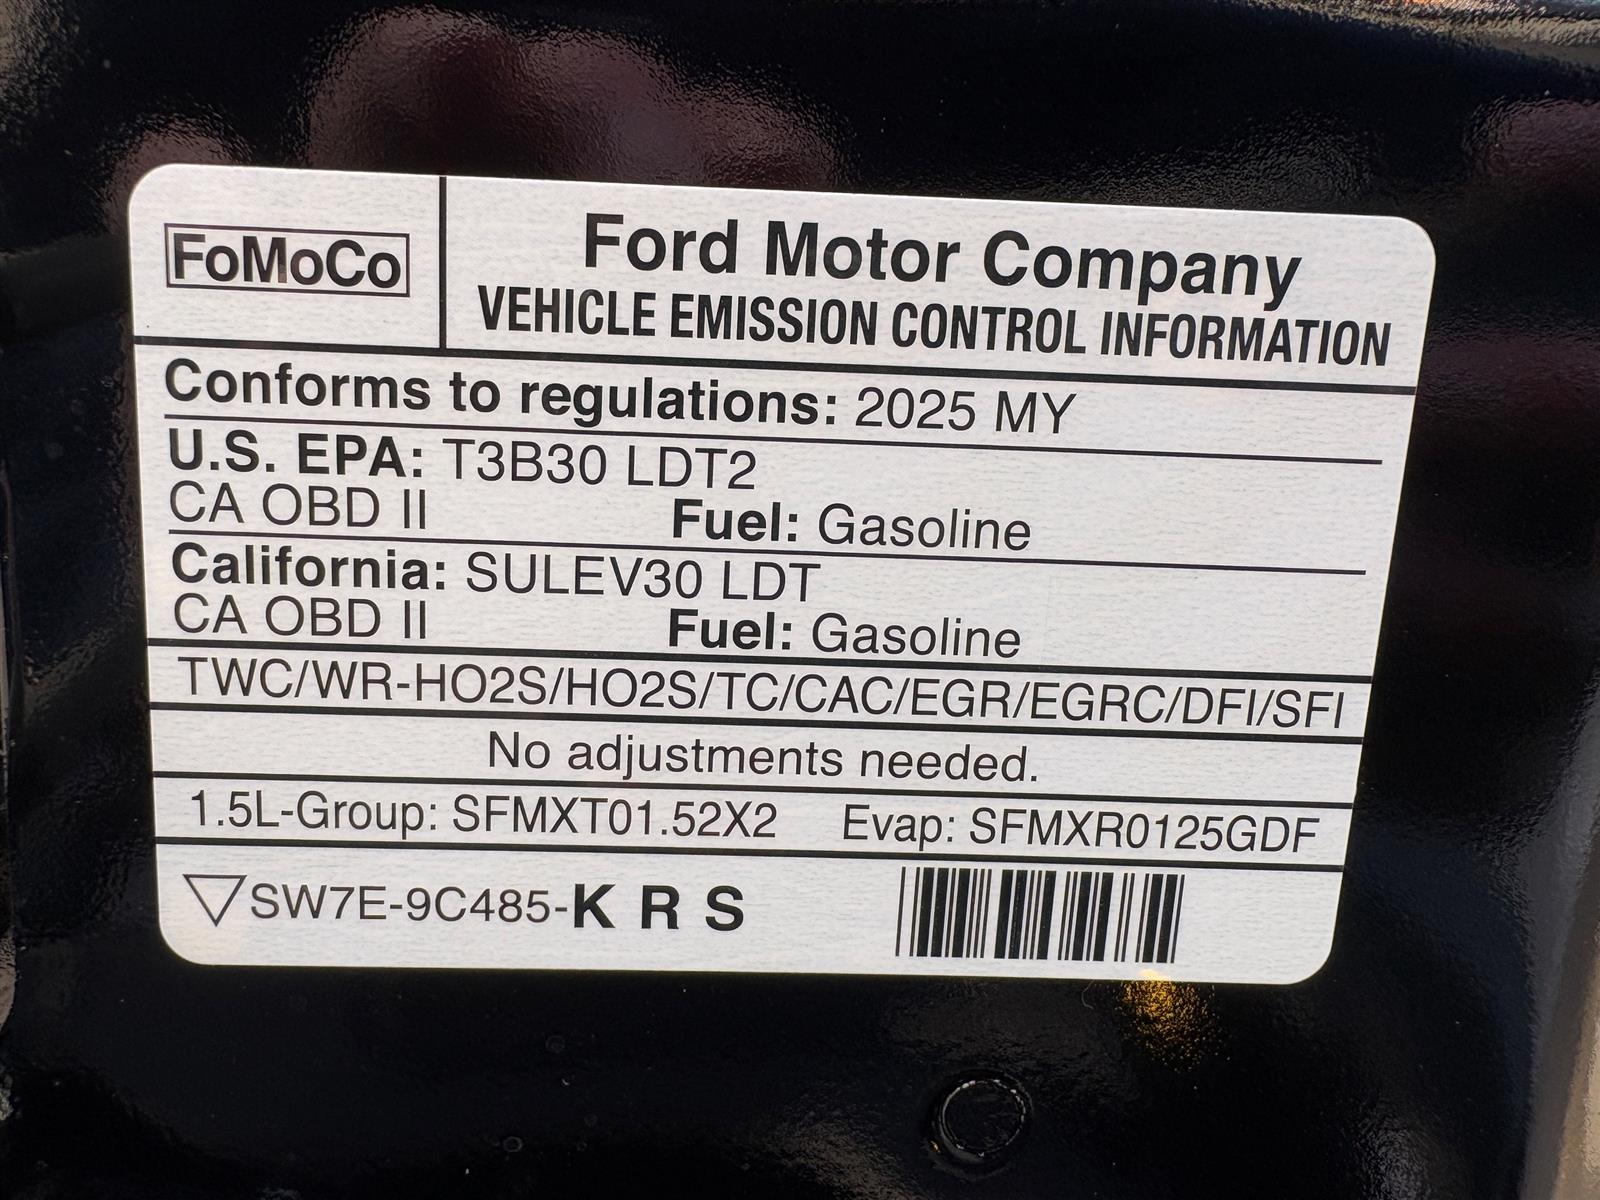 FoMoCo
Ford Motor Company
VEHICLE EMISSION CONTROL INFORMATION
Conforms to regulations: 2025 MY
U.S. EPA: T3B30 LDT2
CA OBD II Fuel: Gasoline
California: SULEV30 LDT
CA OBD II Fuel: Gasoline
TWC/WR-HO2S/HO2S/TC/CAC/EGR/EGRC/DFI/SFI
No adjustments needed.
1.5L-Group: SFMXT01.52X2 Evap: SFMXR0125GDF
SW7E-9C485-K R S